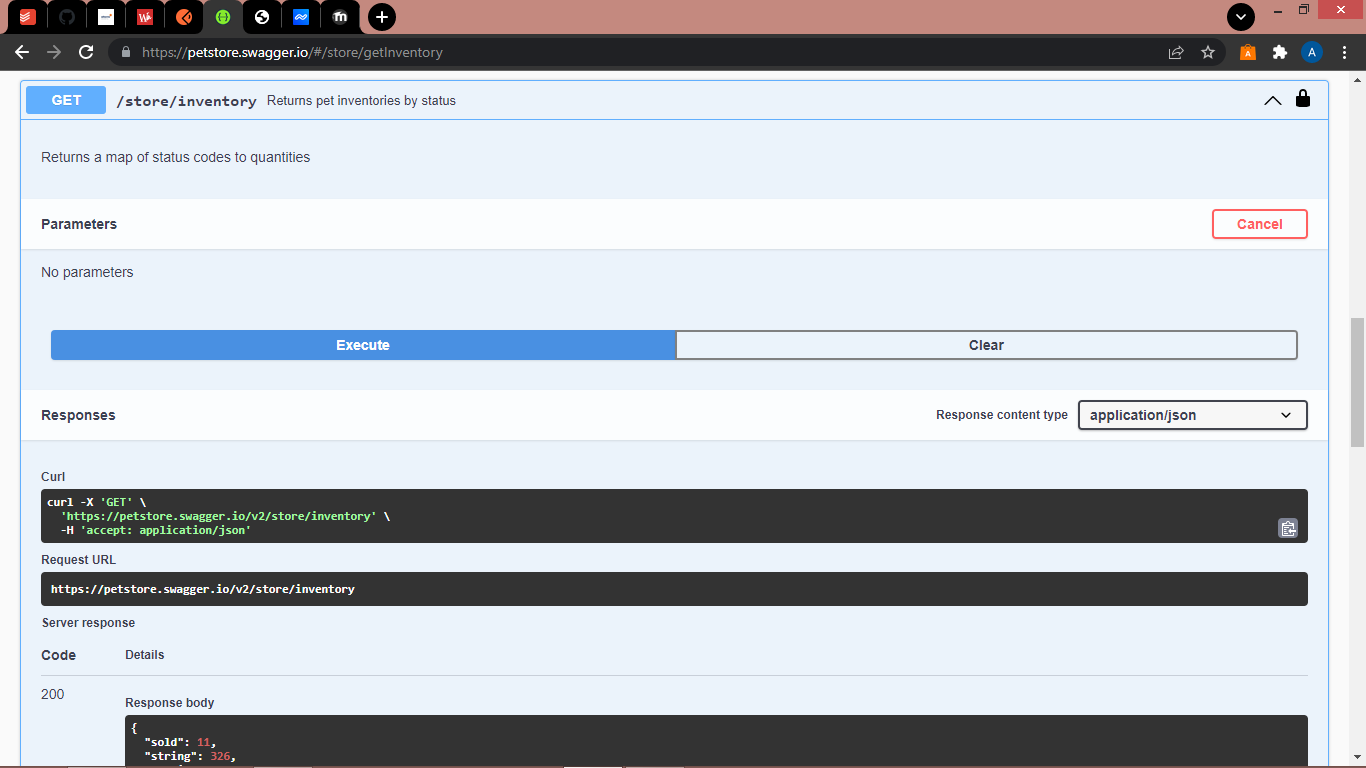 https://petstore.swagger.io/#/store/getInventory
A
GET /store/inventory Returns pet inventories by status
Returns a map of status codes to quantities
Parameters Cancel
No parameters
Execute Clear
Responses Response content type application/json
Curl
curl -X 'GET' \
'https://petstore.swagger.io/v2/store/inventory' \
-H 'accept: application/json'
Request URL
https://petstore.swagger.io/v2/store/inventory
Server response
Code Details
200
Response body
{
"sold": 11,
"string": 326,